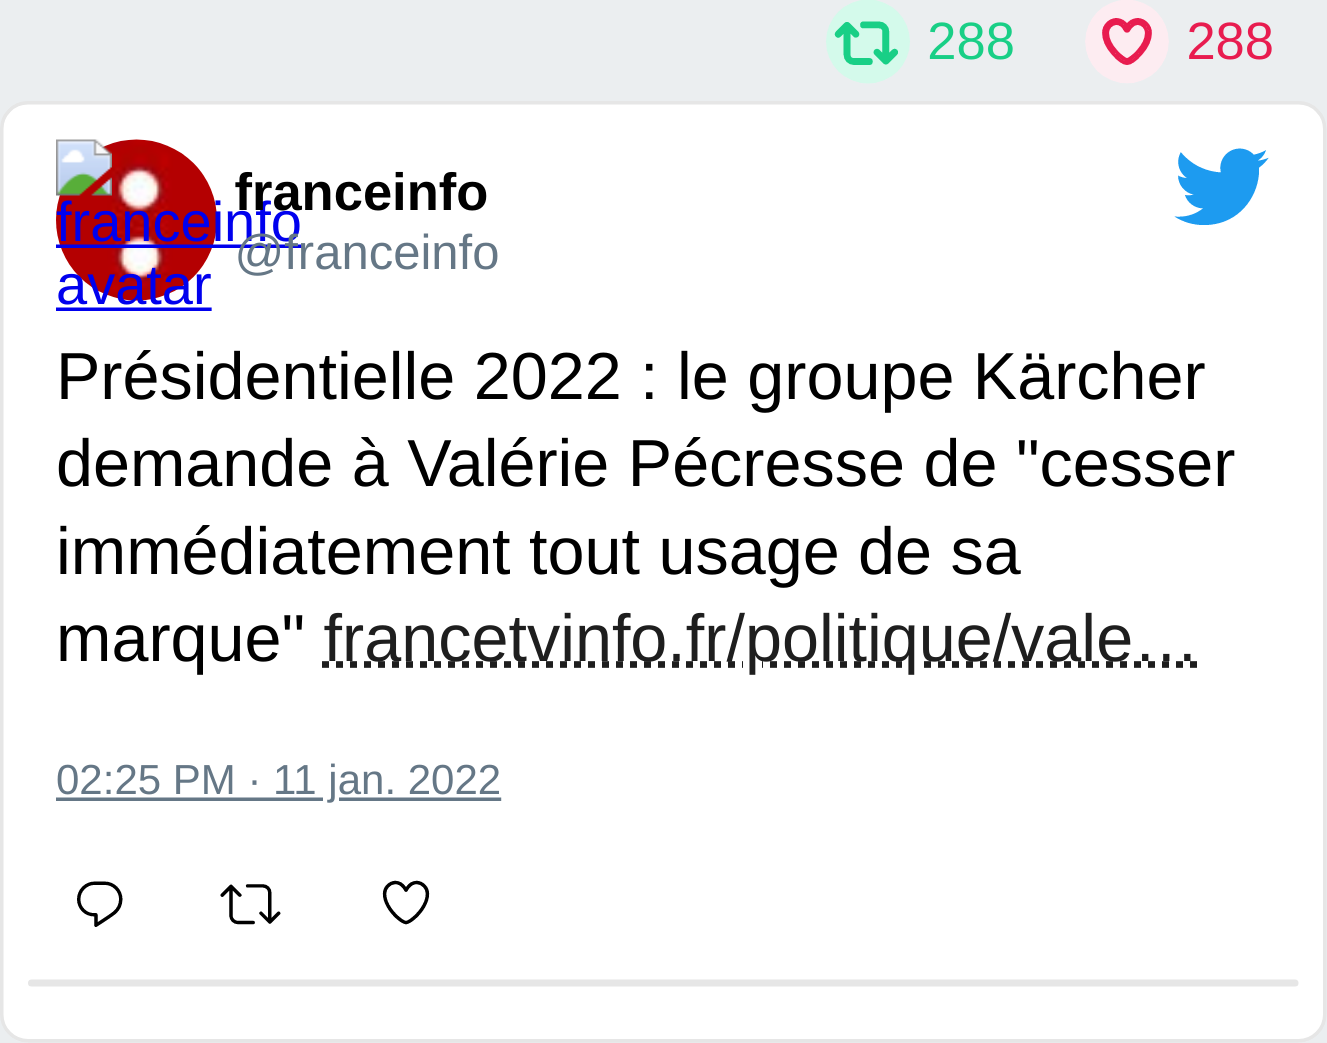 288 288
franceinfo
franceinfo
@franceinfo
avatar
Présidentielle 2022 : le groupe Kärcher
demande à Valérie Pécresse de "cesser
immédiatement tout usage de sa
marque" francetvinfo.fr/politique/vale…
02:25 PM · 11 jan. 2022